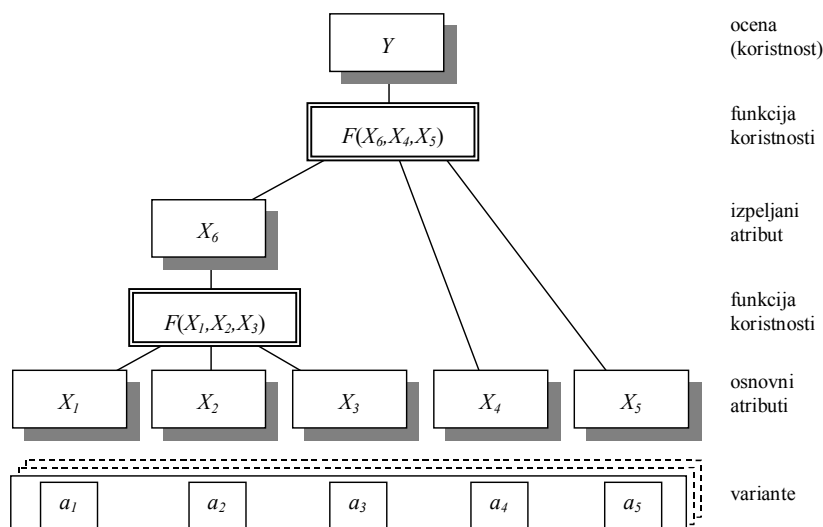 Y
ocena
(koristnost)
F(X₆,X₄,X₅)
funkcija
koristnosti
X₆
izpeljani
atribut
F(X₁,X₂,X₃)
funkcija
koristnosti
X₁ X₂ X₃ X₄ X₅
osnovni
atributi
a₁ a₂ a₃ a₄ a₅
variante